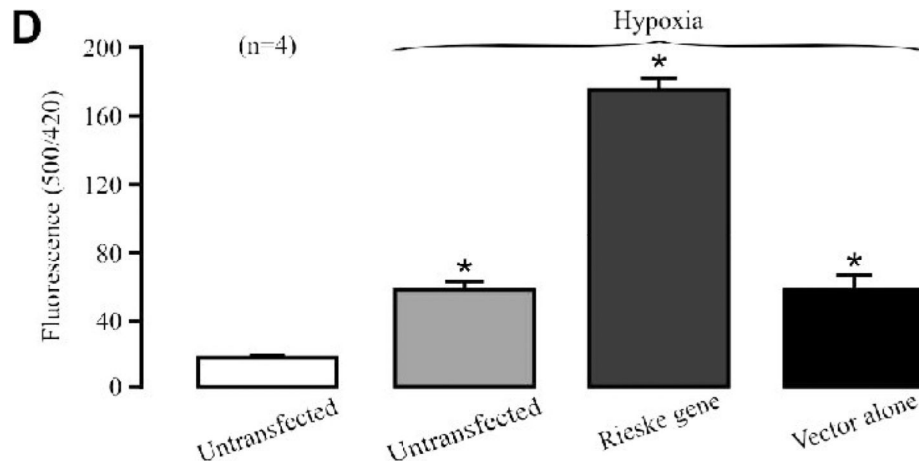 D
Hypoxia
(n=4)
200
160
120
80
40
0
Fluorescence (500/420)
*
*
*
Untransfected
Untransfected
Rieske gene
Vector alone